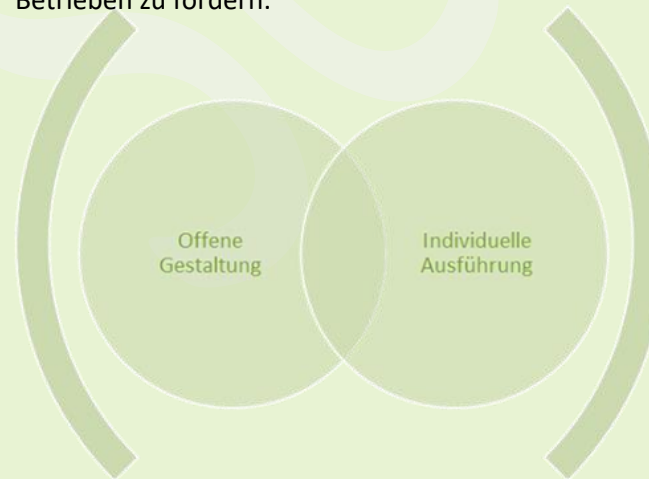 Betrieben zu fördern.
Offene
Gestaltung
Individuelle
Ausführung